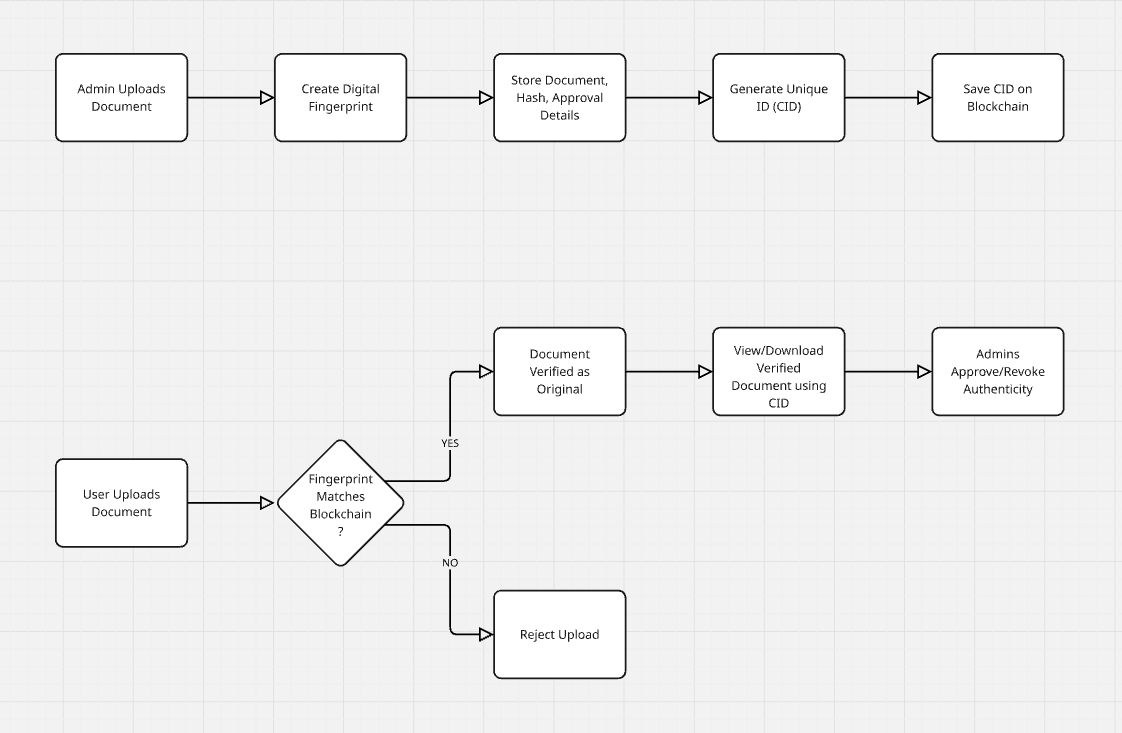 Admin Uploads
Document
Create Digital
Fingerprint
Store Document,
Hash, Approval
Details
Generate Unique
ID (CID)
Save CID on
Blockchain
Document
Verified as
Original
View/Download
Verified
Document using
CID
Admins
Approve/Revoke
Authenticity
YES
User Uploads
Document
Fingerprint
Matches
Blockchain
?
NO
Reject Upload